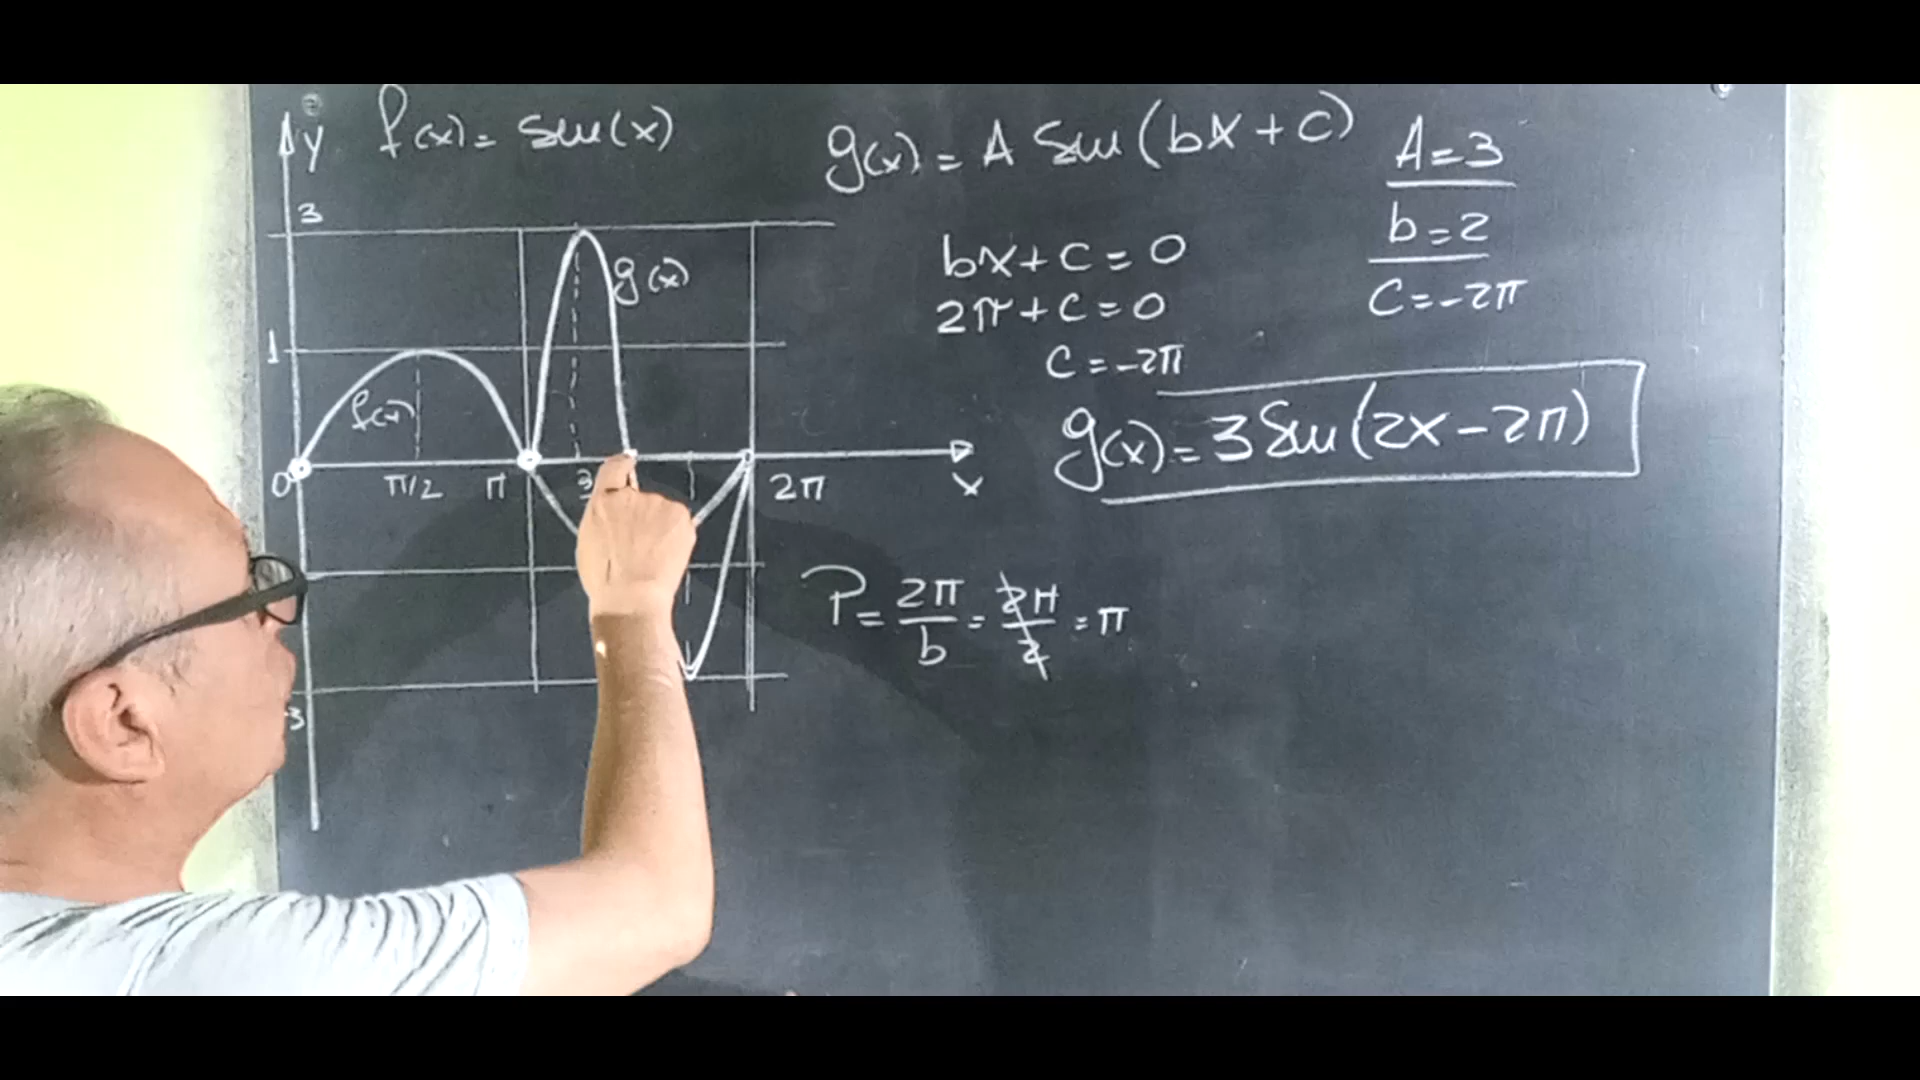 y
f(x) = sen(x)
3
g(x)
1
f(x)
0
π/2
π
3
2π
x
-3
g(x) = A sen(bx + c)
bx + c = 0
2π + c = 0
c = -2π
A = 3
b = 2
c = -2π
g(x) = 3 sen(2x - 2π)
P = 2π/b = 2π/2 = π